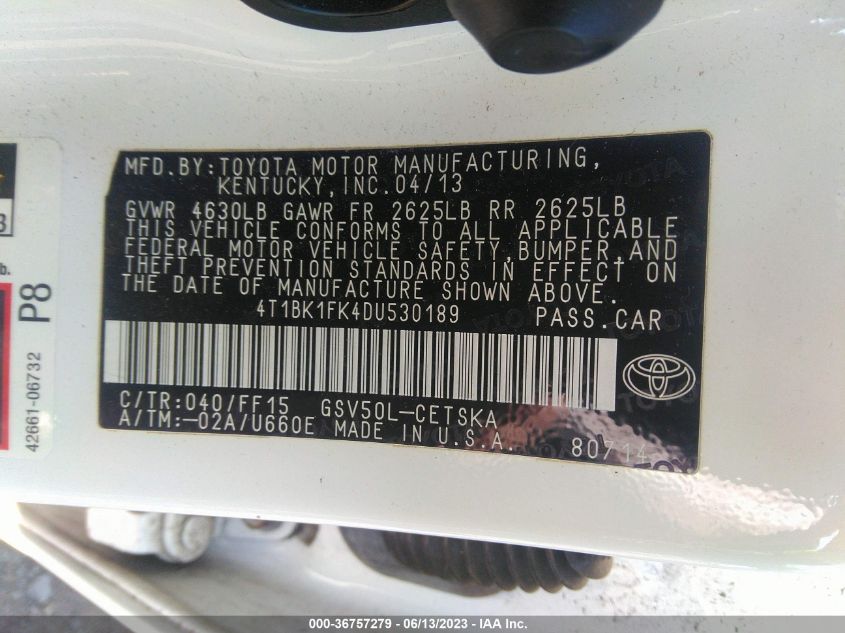 MFD.BY:TOYOTA MOTOR MANUFACTURING,
KENTUCKY,INC.04/13
GVWR 4630LB GAWR FR 2625LB RR 2625LB
THIS VEHICLE CONFORMS TO ALL APPLICABLE
FEDERAL MOTOR VEHICLE SAFETY,BUMPER,AND
THEFT PREVENTION STANDARDS IN EFFECT ON
THE DATE OF MANUFACTURE SHOWN ABOVE.
4T1BK1FK4DU530189 PASS.CAR
C/TR:040/FF15 GSV50L-CETSKA
A/TM:-02A/U660E MADE IN U.S.A. 80714
P8
42661-06732
000-36757279 - 06/13/2023 - IAA Inc.